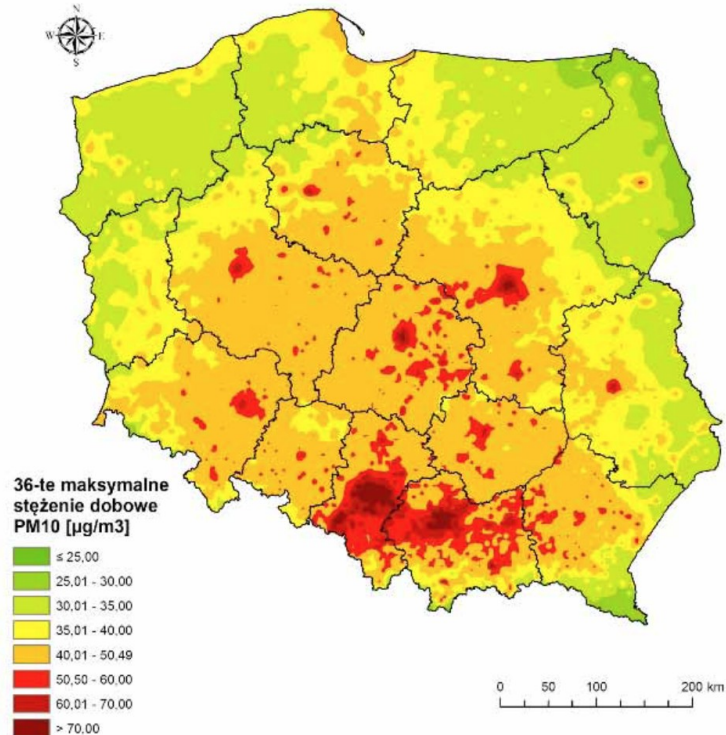 N
W E
S
36-te maksymalne
stężenie dobowe
PM10 [µg/m3]
≤ 25,00
25,01 - 30,00
30,01 - 35,00
35,01 - 40,00
40,01 - 50,49
50,50 - 60,00
60,01 - 70,00
> 70,00
0 50 100 200 km